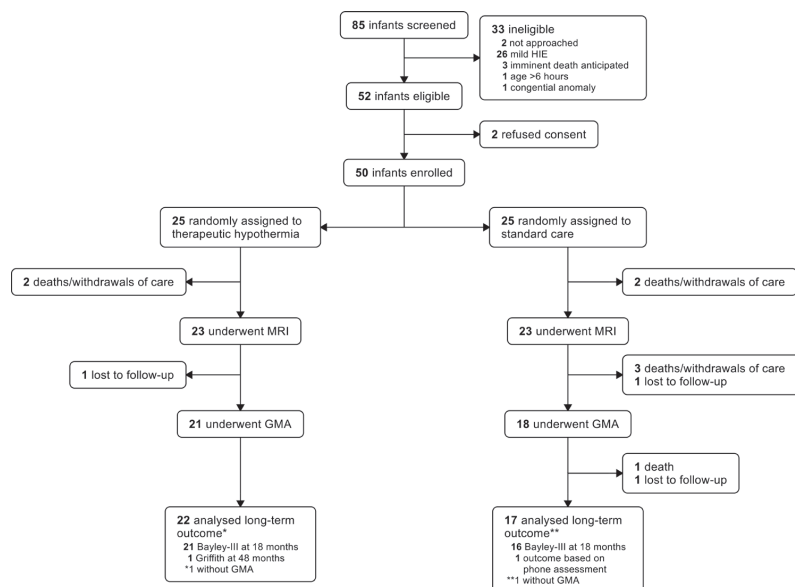 85 infants screened
33 ineligible
2 not approached
26 mild HIE
3 imminent death anticipated
1 age >6 hours
1 congential anomaly
52 infants eligible
2 refused consent
50 infants enrolled
25 randomly assigned to
therapeutic hypothermia
25 randomly assigned to
standard care
2 deaths/withdrawals of care
2 deaths/withdrawals of care
23 underwent MRI
23 underwent MRI
1 lost to follow-up
3 deaths/withdrawals of care
1 lost to follow-up
21 underwent GMA
18 underwent GMA
1 death
1 lost to follow-up
22 analysed long-term
outcome*
21 Bayley-III at 18 months
1 Griffith at 48 months
*1 without GMA
17 analysed long-term
outcome**
16 Bayley-III at 18 months
1 outcome based on
phone assessment
**1 without GMA